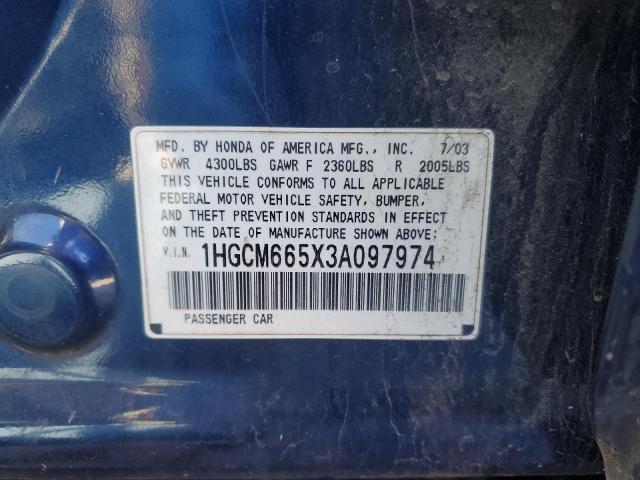 MFD. BY HONDA OF AMERICA MFG., INC. 7/03
GVWR 4300LBS GAWR F 2360LBS R 2005LBS
THIS VEHICLE CONFORMS TO ALL APPLICABLE
FEDERAL MOTOR VEHICLE SAFETY, BUMPER,
AND THEFT PREVENTION STANDARDS IN EFFECT
ON THE DATE OF MANUFACTURE SHOWN ABOVE:
V.I.N. 1HGCM665X3A097974
PASSENGER CAR